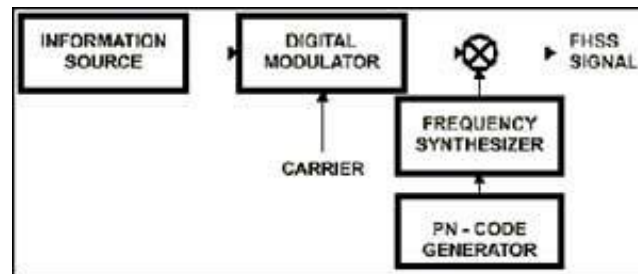 INFORMATION
SOURCE
DIGITAL
MODULATOR
FHSS
SIGNAL
CARRIER
FREQUENCY
SYNTHESIZER
PN - CODE
GENERATOR